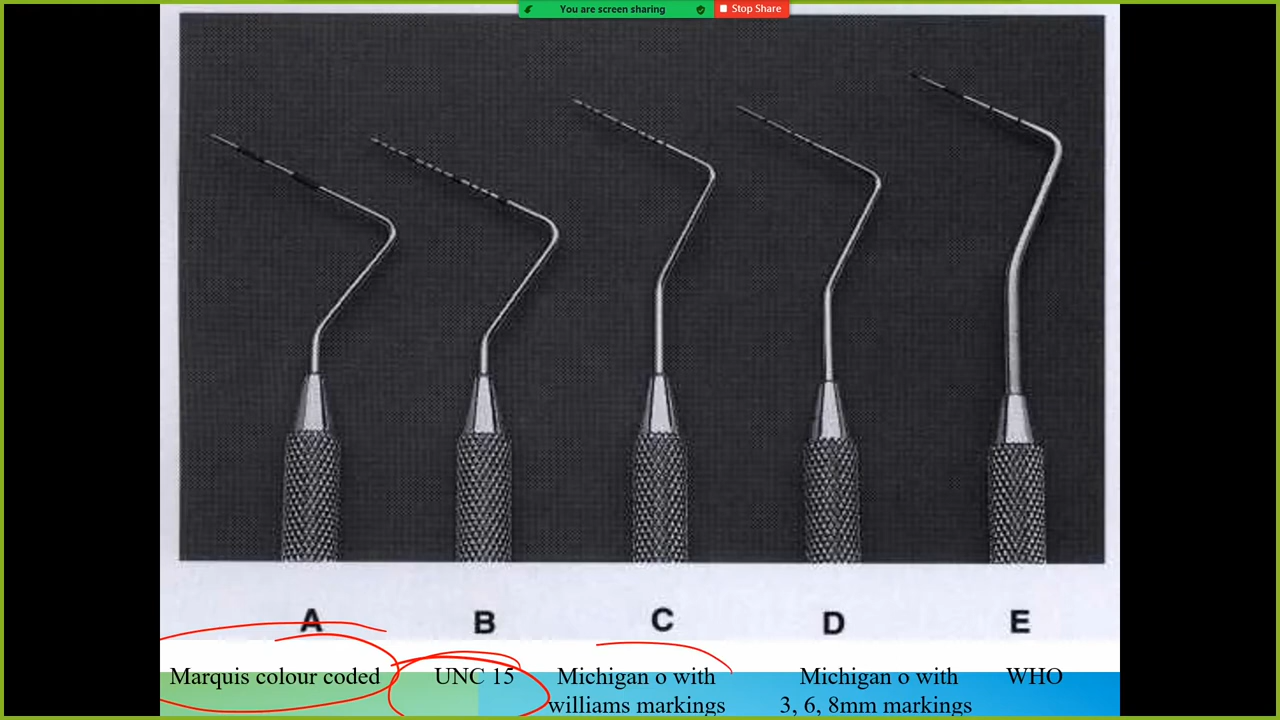 You are screen sharing Stop Share
A B C D E
Marquis colour coded UNC 15 Michigan o with Michigan o with WHO
williams markings 3, 6, 8mm markings